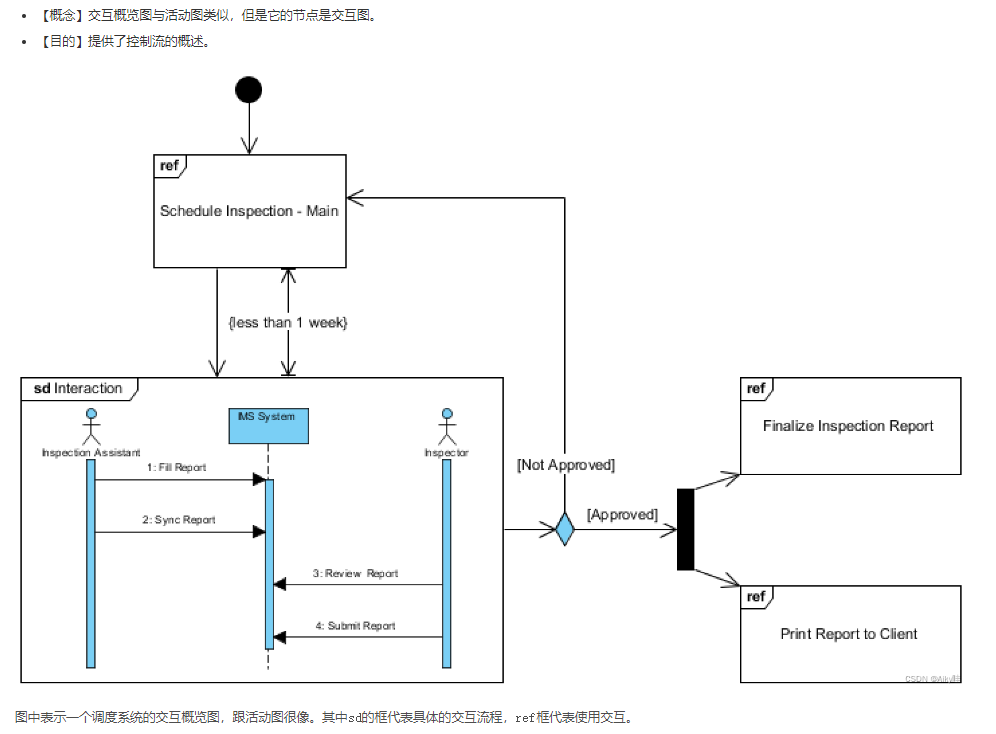 【概念】交互概览图与活动图类似，但是它的节点是交互图。
【目的】提供了控制流的概述。
ref
Schedule Inspection - Main
{less than 1 week}
sd Interaction
IMS System
Inspection Assistant
Inspector
1: Fill Report
2: Sync Report
3: Review Report
4: Submit Report
[Not Approved]
[Approved]
ref
Finalize Inspection Report
ref
Print Report to Client
图中表示一个调度系统的交互概览图，跟活动图很像。其中sd的框代表具体的交互流程，ref框代表使用交互。